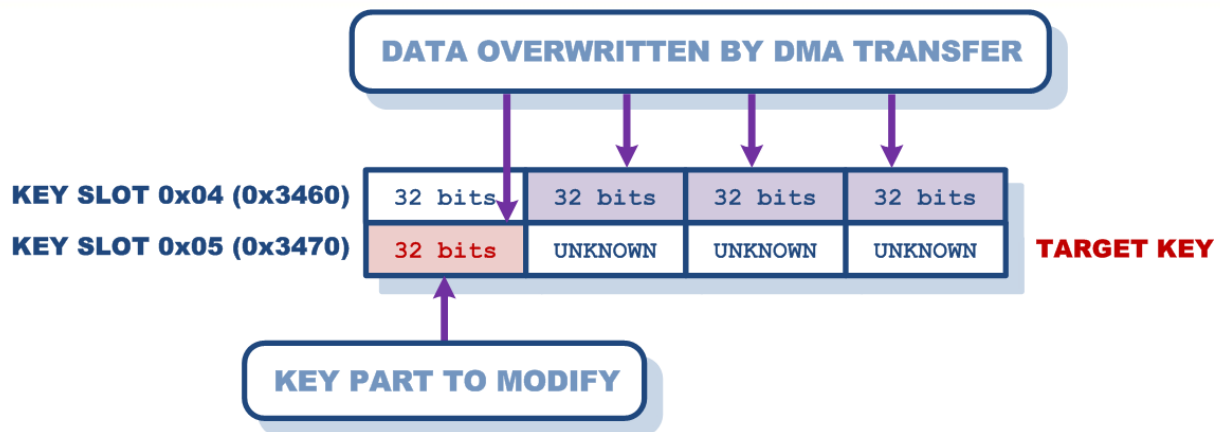 DATA OVERWRITTEN BY DMA TRANSFER
KEY SLOT 0x04 (0x3460) 32 bits 32 bits 32 bits 32 bits
KEY SLOT 0x05 (0x3470) 32 bits UNKNOWN UNKNOWN UNKNOWN TARGET KEY
KEY PART TO MODIFY